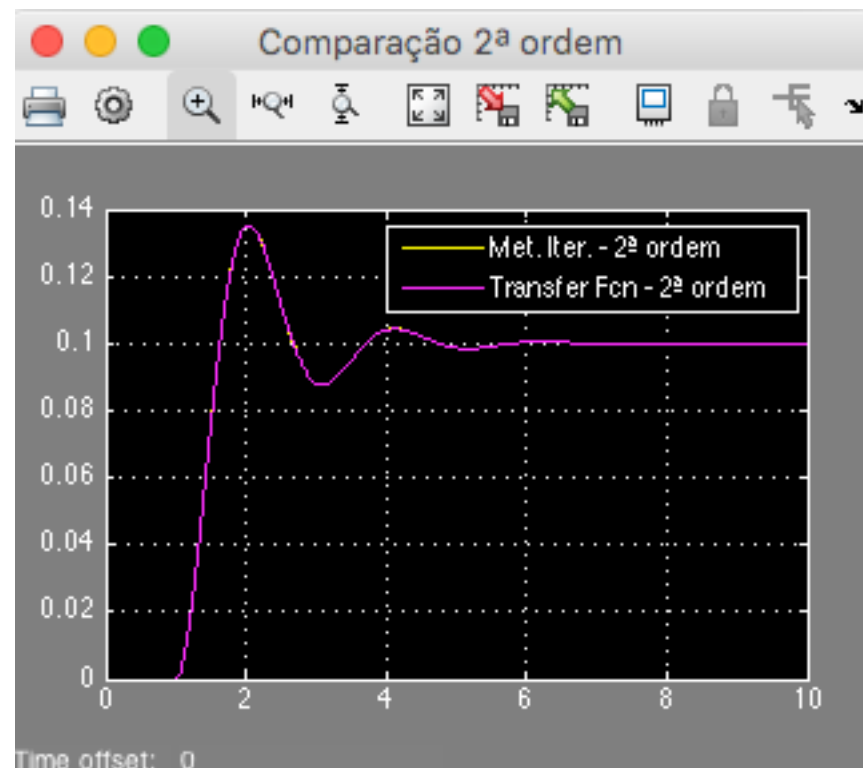 Comparação 2ª ordem
0.14
0.12
0.1
0.08
0.06
0.04
0.02
0
Met. Iter. - 2ª ordem
Transfer Fcn - 2ª ordem
0 2 4 6 8 10
Time offset: 0